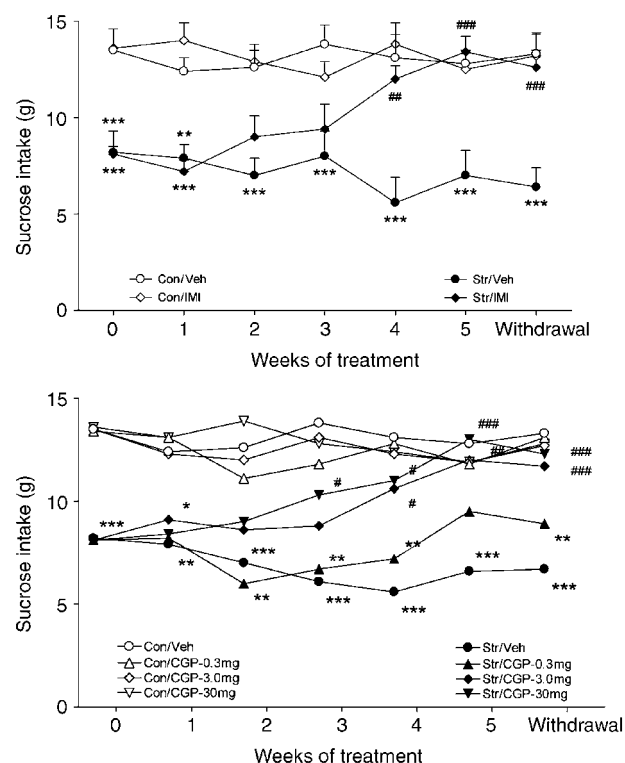 15
###
10
##
###
***
**
***
***
***
***
***
***
***
5
Sucrose intake (g)
Con/Veh
Con/IMI
Str/Veh
Str/IMI
0
0 1 2 3 4 5 Withdrawal
Weeks of treatment
15
###
##
###
###
#
#
#
10
***
*
**
***
**
**
***
**
***
***
**
***
5
Sucrose intake (g)
Con/Veh
Con/CGP-0.3mg
Con/CGP-3.0mg
Con/CGP-30mg
Str/Veh
Str/CGP-0.3mg
Str/CGP-3.0mg
Str/CGP-30mg
0
0 1 2 3 4 5 Withdrawal
Weeks of treatment